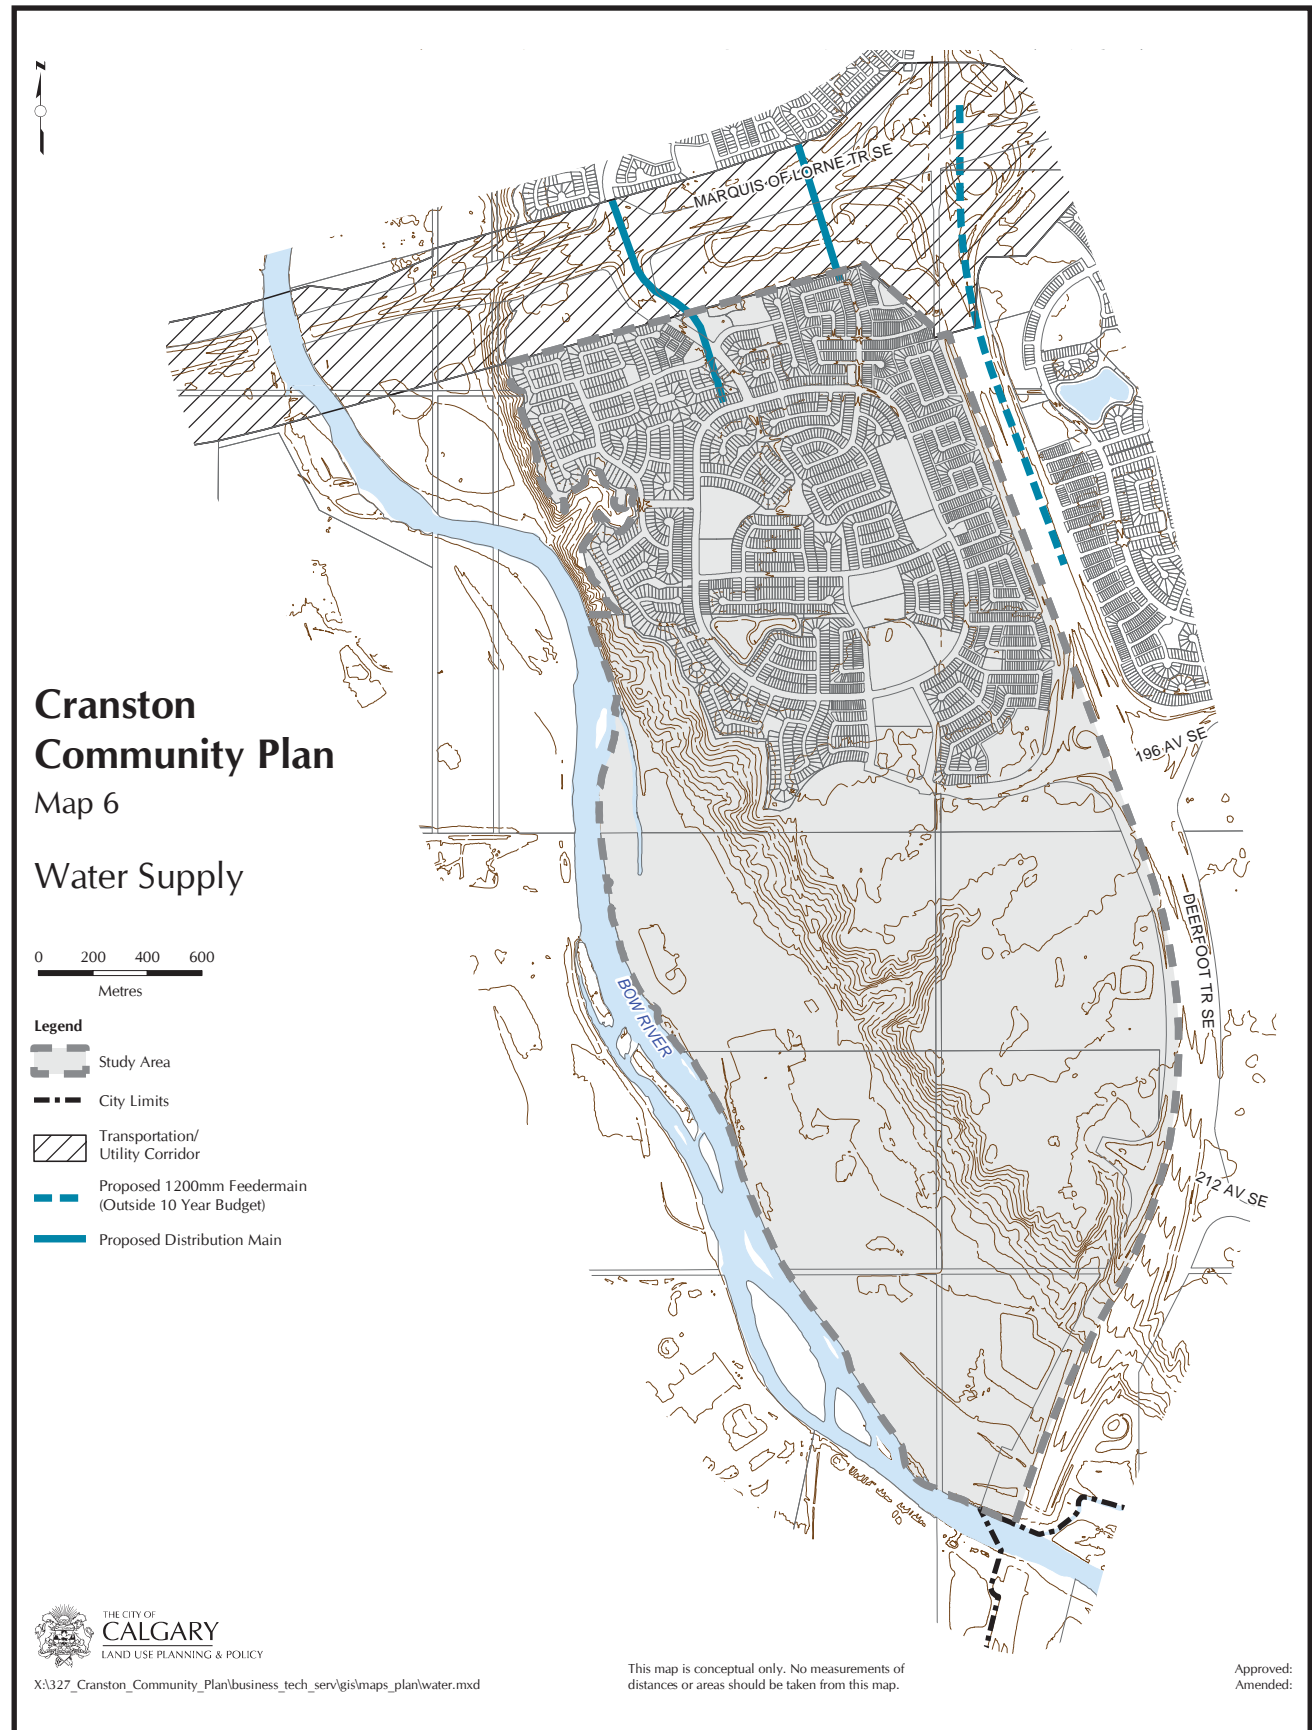 N
MARQUIS OF LORNE TR SE
Cranston
Community Plan
Map 6
Water Supply
196 AV SE
0 200 400 600
Metres
DEERFOOT TR SE
BOW RIVER
Legend
Study Area
City Limits
Transportation/
Utility Corridor
Proposed 1200mm Feedermain
(Outside 10 Year Budget)
Proposed Distribution Main
212 AV SE
THE CITY OF
CALGARY
LAND USE PLANNING & POLICY
X:\327_Cranston_Community_Plan\business_tech_serv\gis\maps_plan\water.mxd
This map is conceptual only. No measurements of
distances or areas should be taken from this map.
Approved:
Amended: